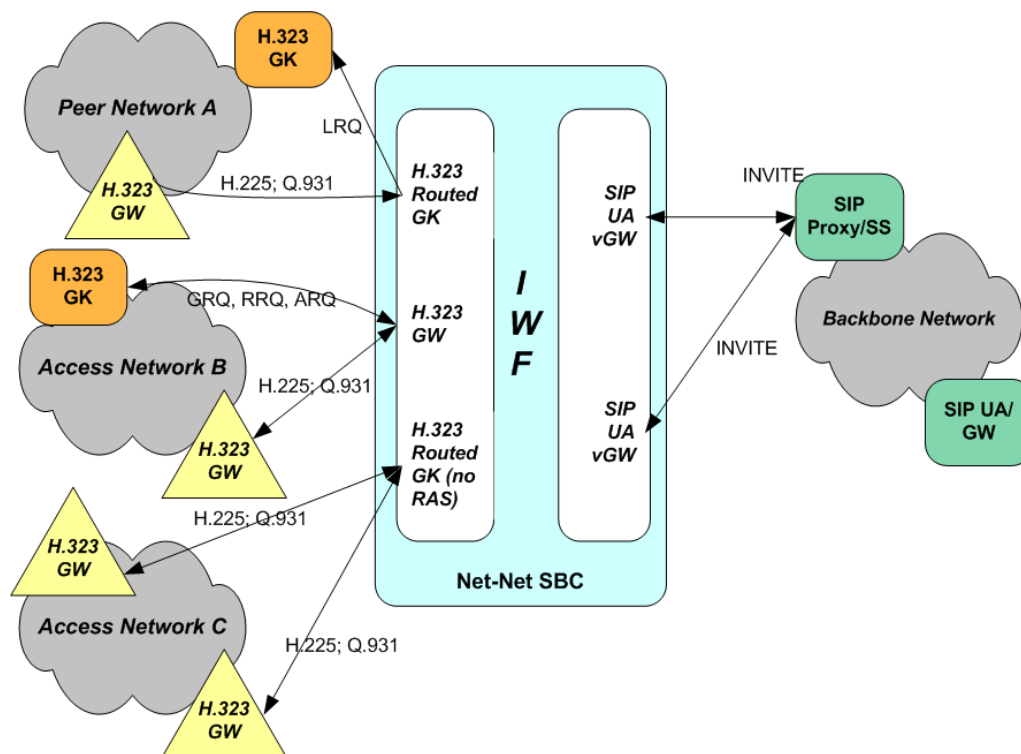 H.323
GK
Peer Network A
LRQ
H.323
GW
H.225; Q.931
H.323
Routed
GK
H.323
GK
GRQ, RRQ, ARQ
H.323
GW
Access Network B
H.225; Q.931
H.323
GW
H.323
Routed
GK (no
RAS)
H.225; Q.931
H.323
GW
Access Network C
H.225; Q.931
H.323
GW
I
W
F
SIP
UA
vGW
SIP
UA
vGW
Net-Net SBC
INVITE
SIP
Proxy/SS
Backbone Network
INVITE
SIP UA/
GW